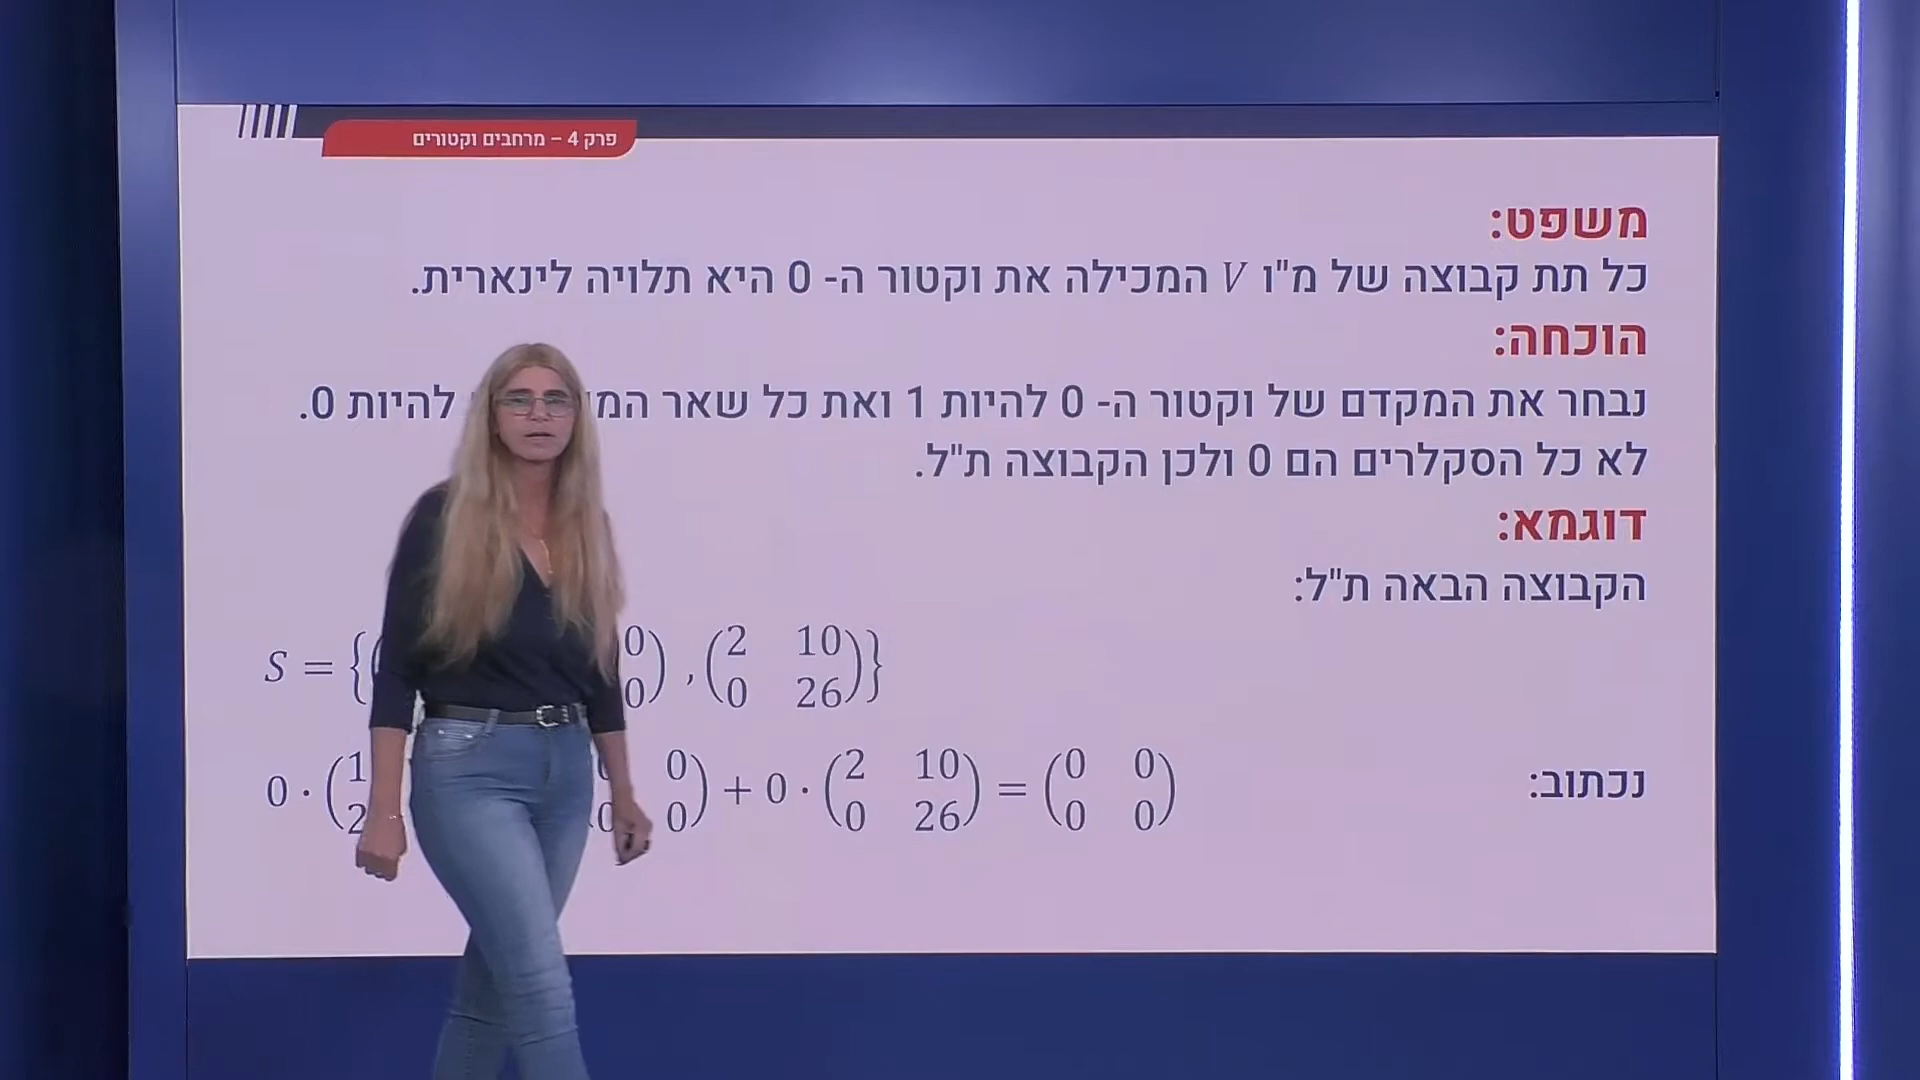 פרק 4 – מרחבים וקטורים
משפט:
כל תת קבוצה של מ"ו V המכילה את וקטור ה- 0 היא תלויה לינארית.
הוכחה:
נבחר את המקדם של וקטור ה- 0 להיות 1 ואת כל שאר להיות 0.
לא כל הסקלרים הם 0 ולכן הקבוצה ת"ל.
דוגמא:
הקבוצה הבאה ת"ל:
S = {( 0 0) , (2 10 0 26)}
נכתוב:
0 · (1 2 0 0 0) + 0 · (2 10 0 26) = (0 0 0 0)